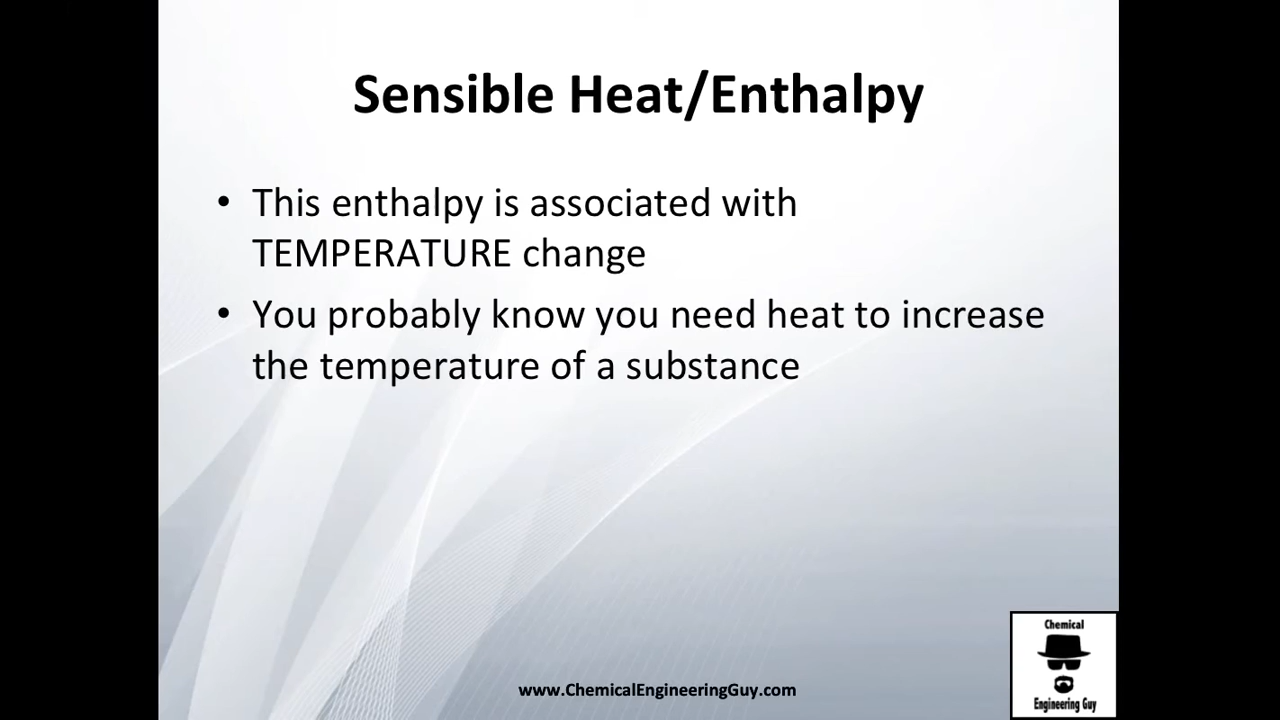 Sensible Heat/Enthalpy
• This enthalpy is associated with
TEMPERATURE change
• You probably know you need heat to increase
the temperature of a substance
www.ChemicalEngineeringGuy.com
Chemical
Engineering Guy